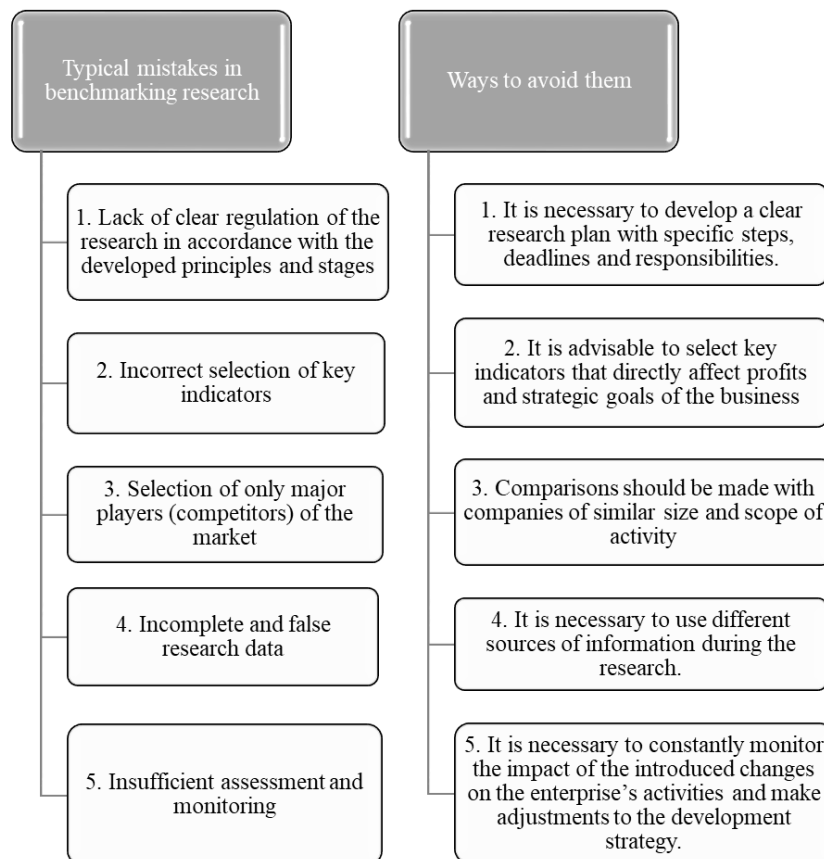 Typical mistakes in
benchmarking research
1. Lack of clear regulation of the
research in accordance with the
developed principles and stages
2. Incorrect selection of key
indicators
3. Selection of only major
players (competitors) of the
market
4. Incomplete and false
research data
5. Insufficient assessment and
monitoring
Ways to avoid them
1. It is necessary to develop a clear
research plan with specific steps,
deadlines and responsibilities.
2. It is advisable to select key
indicators that directly affect profits
and strategic goals of the business
3. Comparisons should be made with
companies of similar size and scope of
activity
4. It is necessary to use different
sources of information during the
research.
5. It is necessary to constantly monitor
the impact of the introduced changes
on the enterprise’s activities and make
adjustments to the development
strategy.